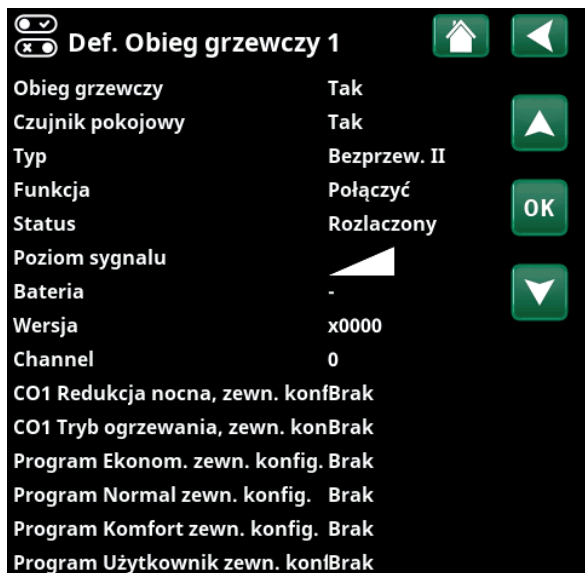 Def. Obieg grzewczy 1
Obieg grzewczy Tak
Czujnik pokojowy Tak
Typ Bezprzew. II
Funkcja Połączyć
OK
Status Rozlaczony
Poziom sygnalu
Bateria -
Wersja x0000
Channel 0
CO1 Redukcja nocna, zewn. konfBrak
CO1 Tryb ogrzewania, zewn. konBrak
Program Ekonom. zewn. konfig. Brak
Program Normal zewn. konfig. Brak
Program Komfort zewn. konfig. Brak
Program Użytkownik zewn. konfBrak